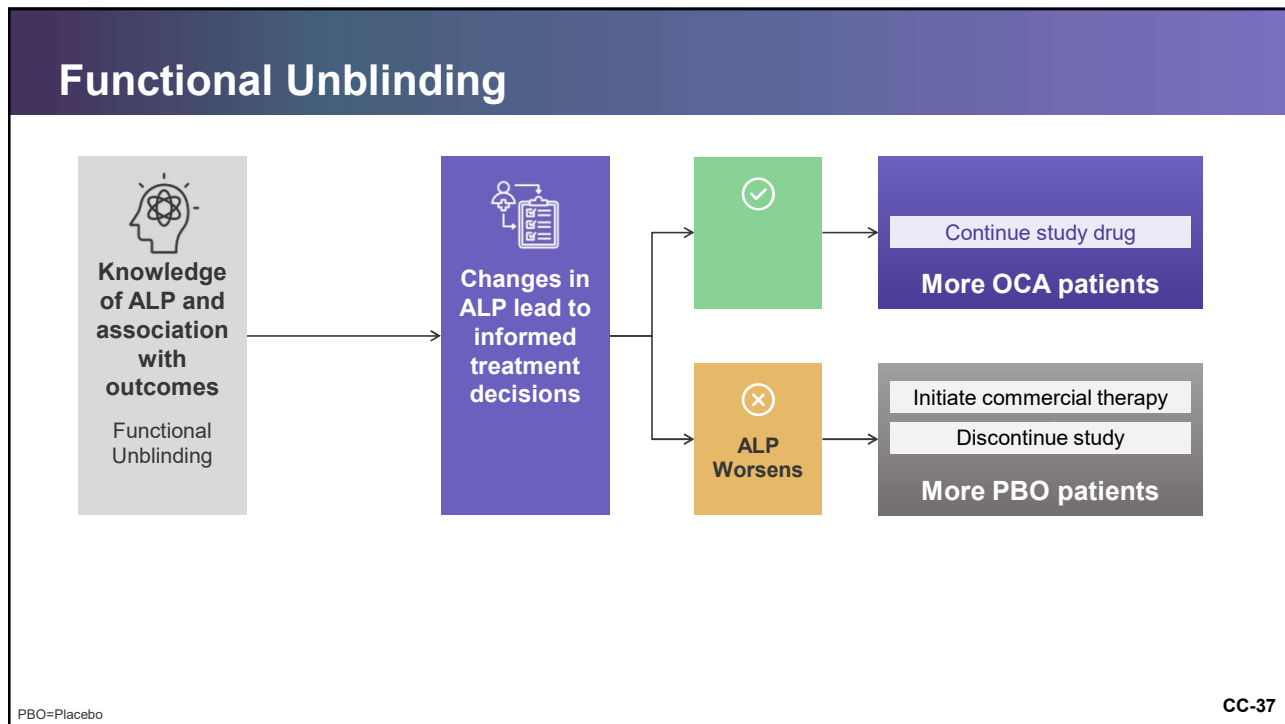 Functional Unblinding
Knowledge
of ALP and
association
with
outcomes
Functional
Unblinding
Changes in
ALP lead to
informed
treatment
decisions
Continue study drug
More OCA patients
ALP
Worsens
Initiate commercial therapy
Discontinue study
More PBO patients
PBO=Placebo
CC-37